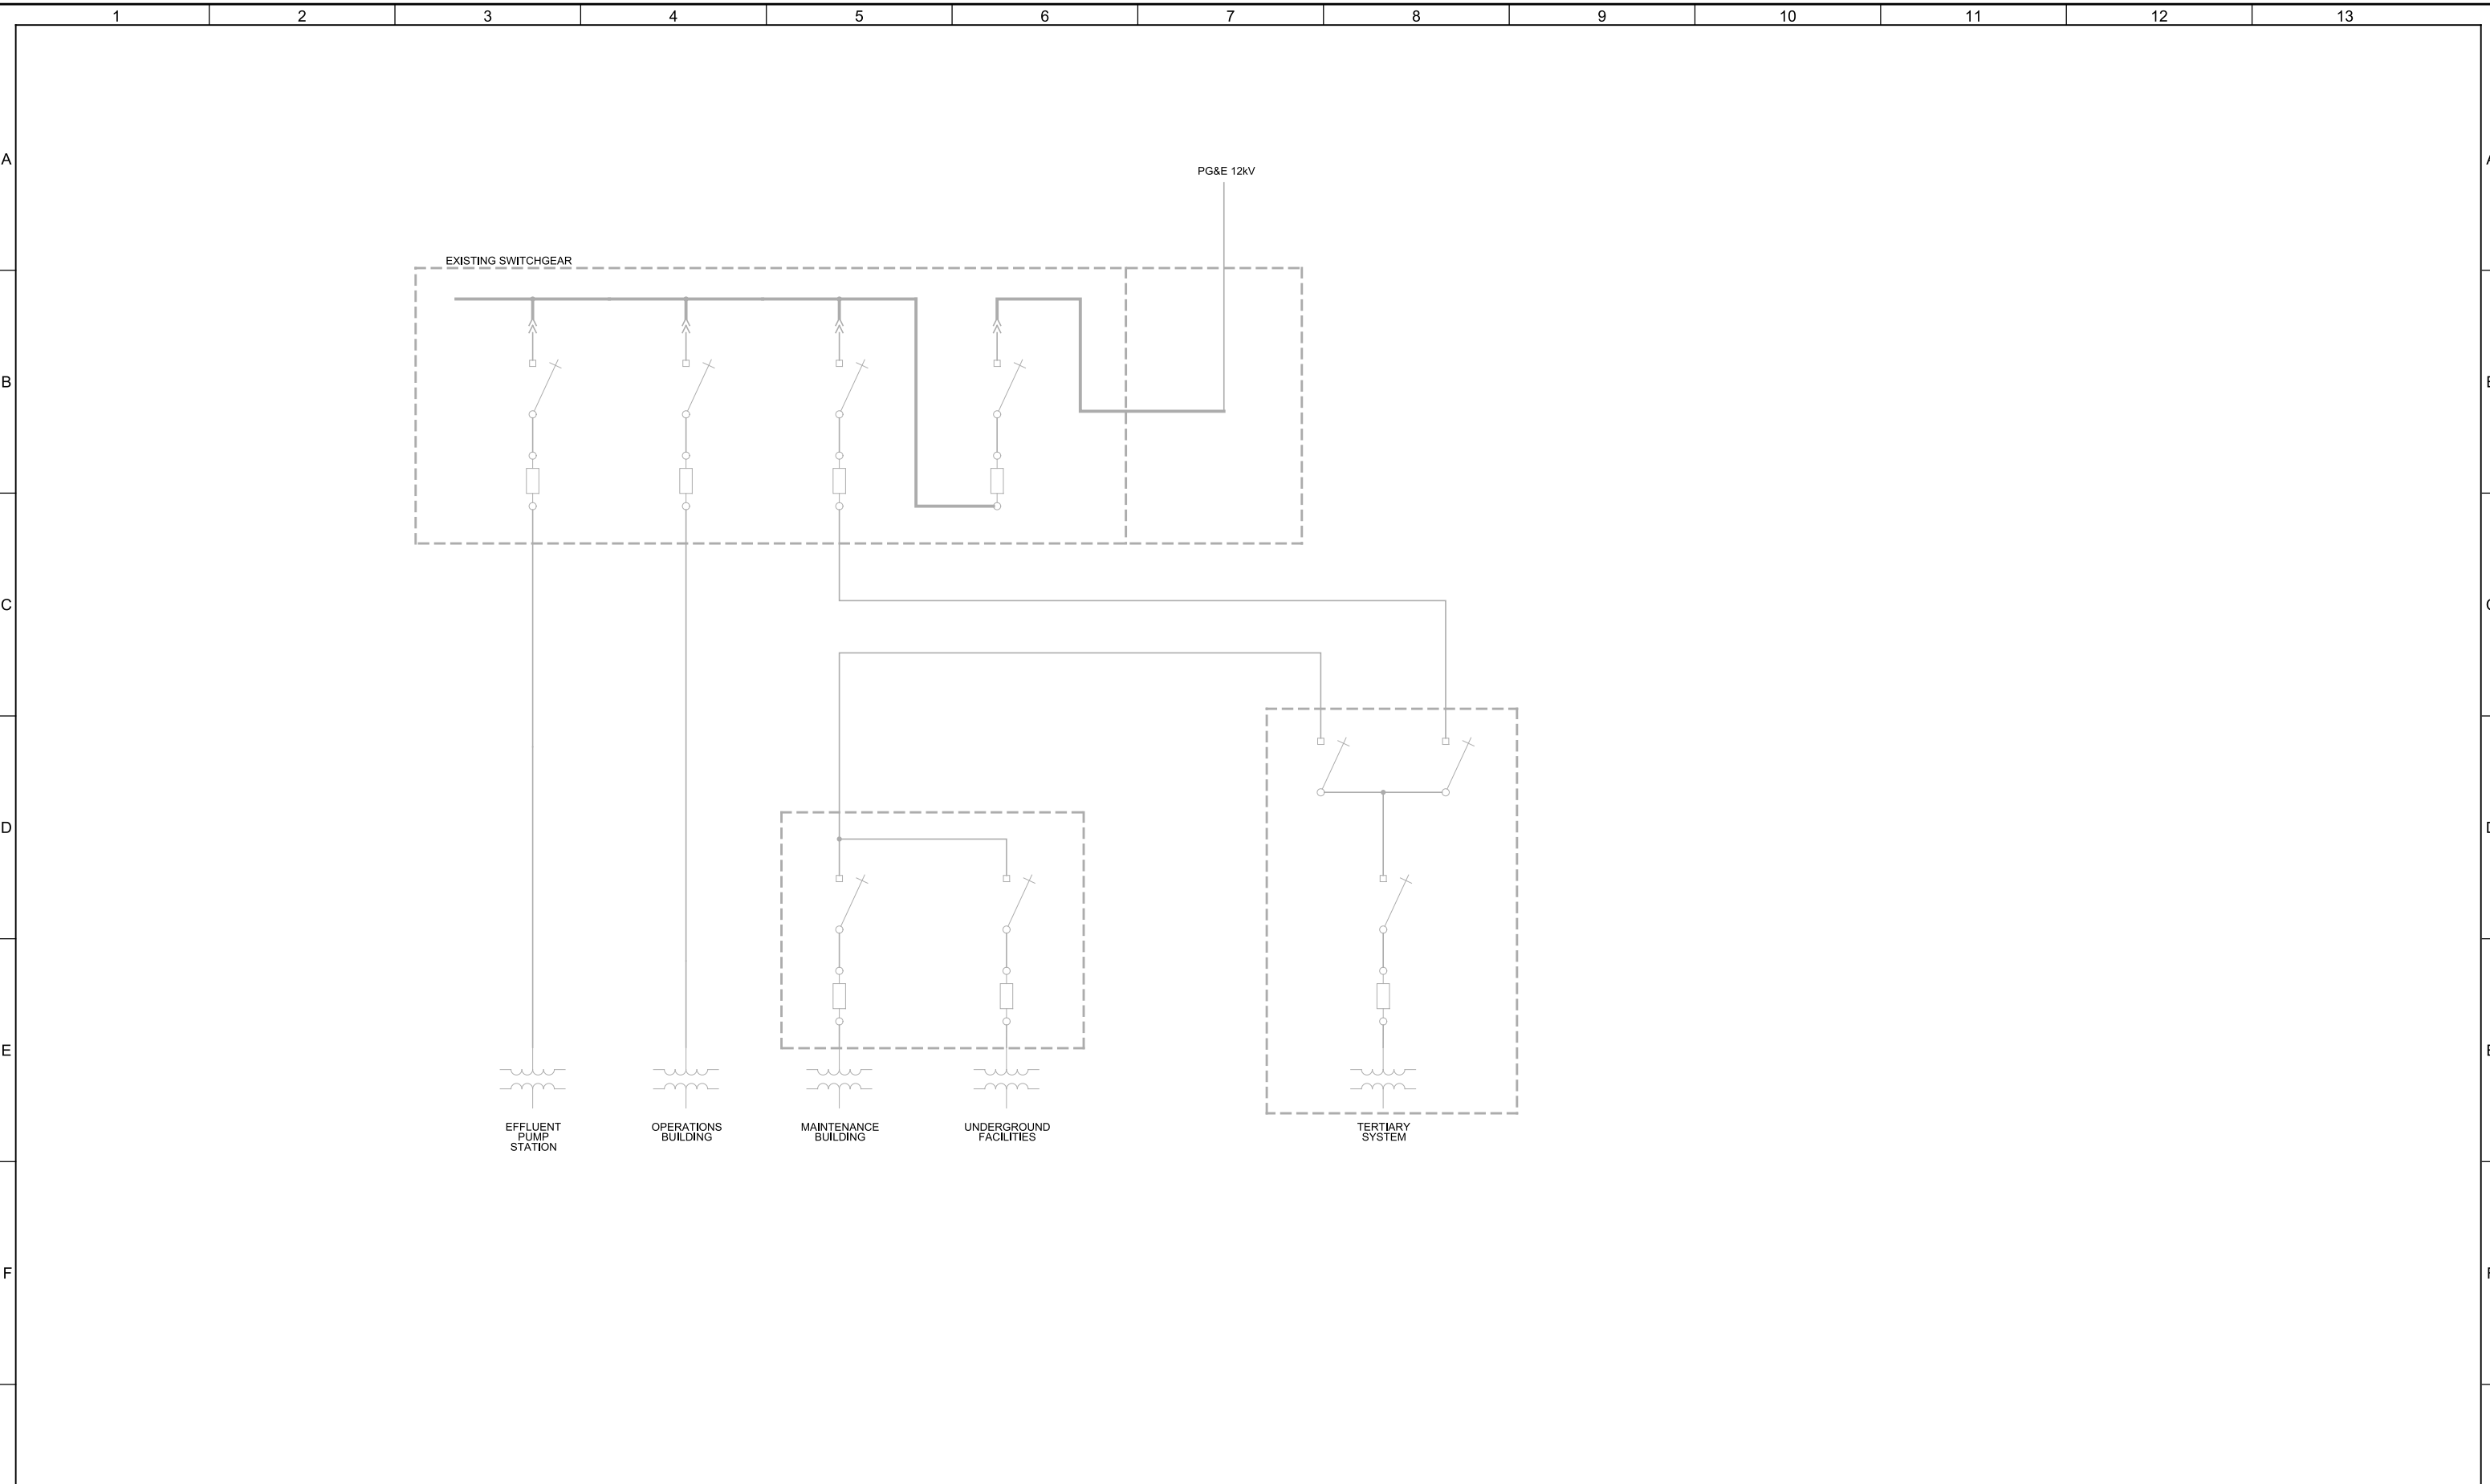 1 2 3 4 5 6 7 8 9 10 11 12 13
A
PG&E 12kV
EXISTING SWITCHGEAR
B
C
D
E
EFFLUENT
PUMP
STATION
OPERATIONS
BUILDING
MAINTENANCE
BUILDING
UNDERGROUND
FACILITIES
TERTIARY
SYSTEM
F